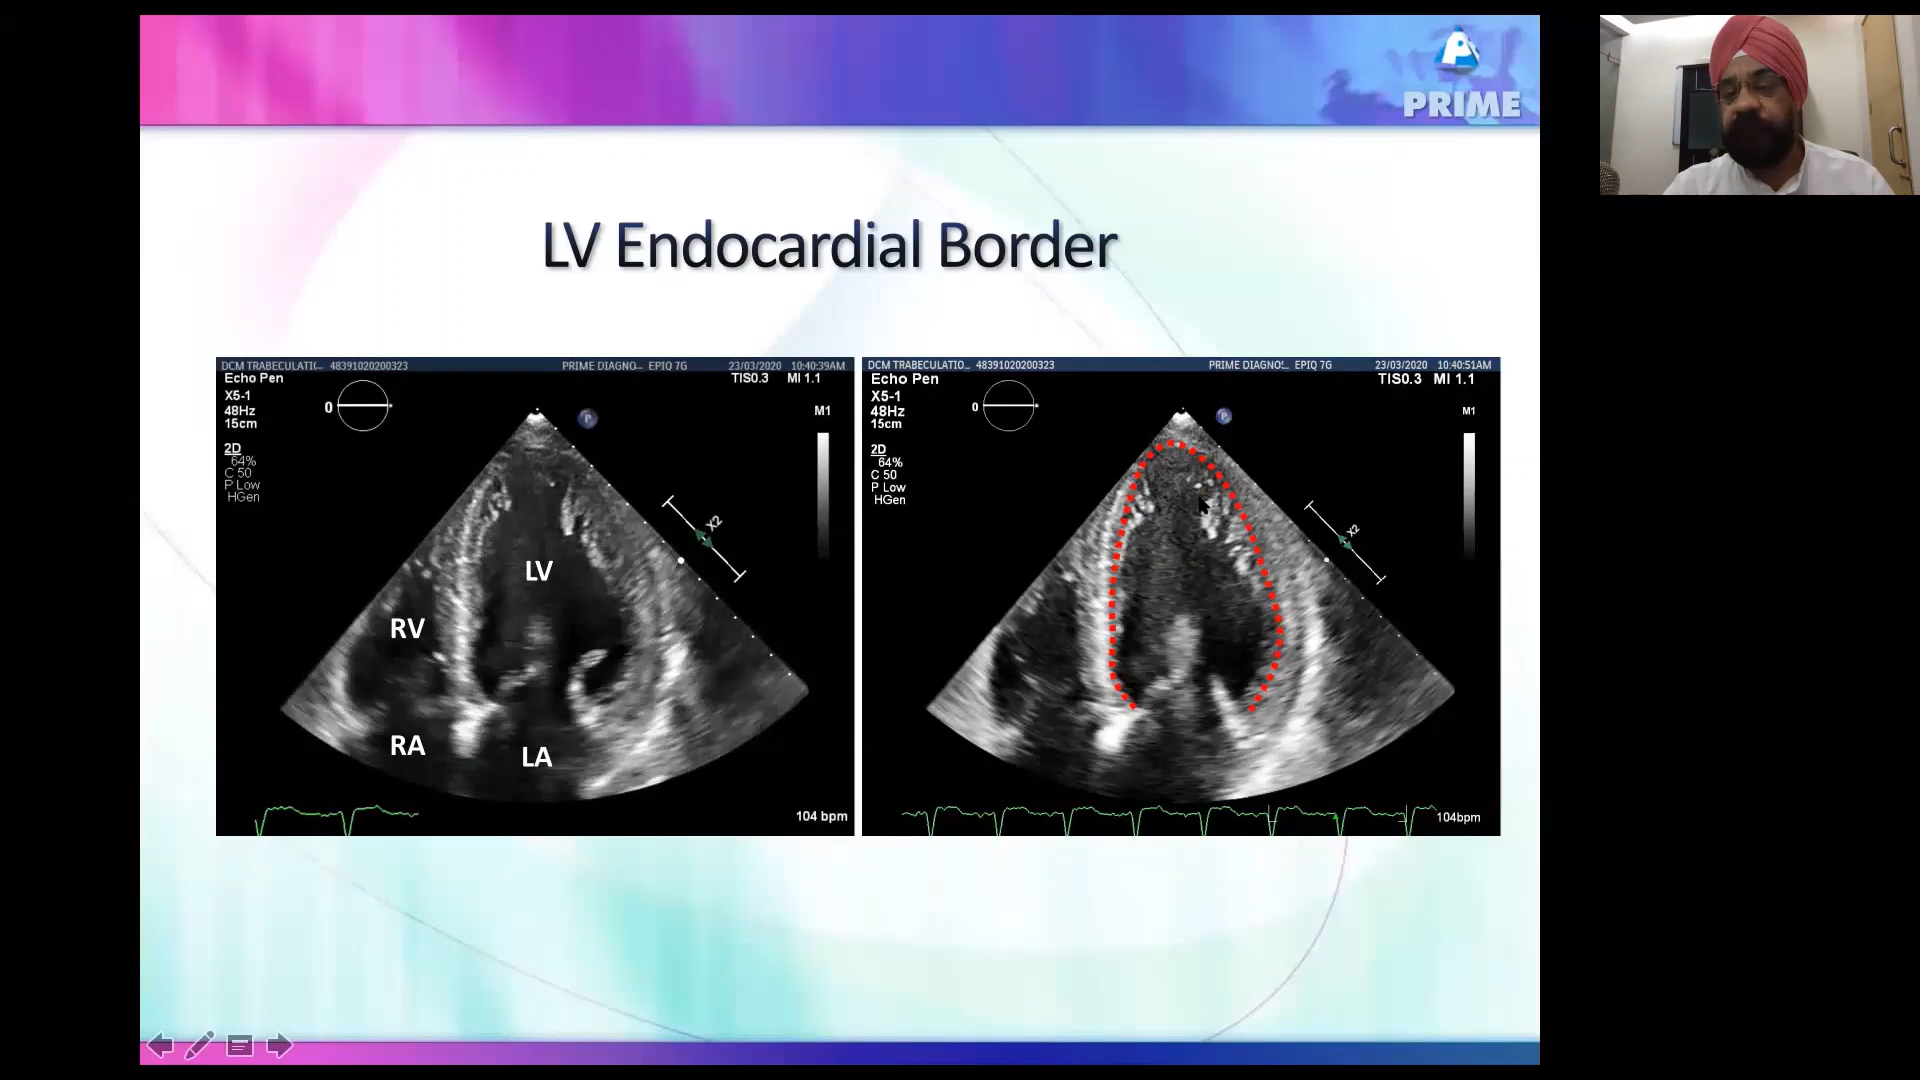 PRIME
LV Endocardial Border
DCM TRABECULATI... 48391020200323 PRIME DIAGNO... EPIQ 7G 23/03/2020 10:40:39AM
Echo Pen TIS0.3 MI 1.1
X5-1
48Hz
15cm
0
M1
2D
64%
C 50
P Low
HGen
P
X2
LV
RV
RA
LA
104 bpm
DCM TRABECULATIO... 48391020200323 PRIME DIAGNO... EPIQ 7G 23/03/2020 10:40:51AM
Echo Pen TIS0.3 MI 1.1
X5-1
48Hz
15cm
0
M1
2D
64%
C 50
P Low
HGen
P
X2
104bpm